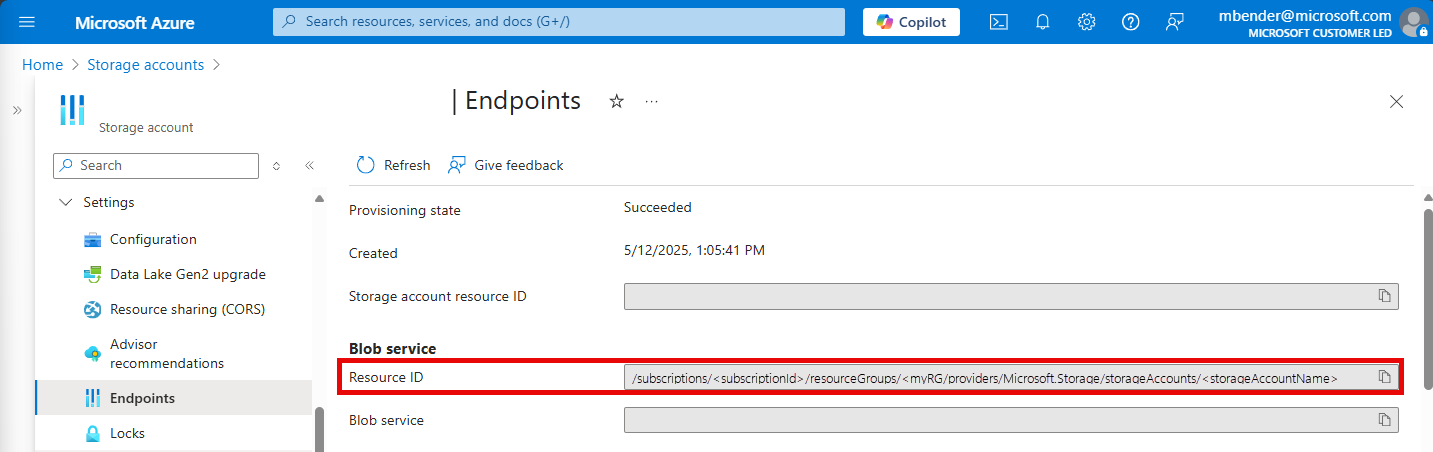 Microsoft Azure
Search resources, services, and docs (G+/)
Copilot
mbender@microsoft.com
MICROSOFT CUSTOMER LED
Home > Storage accounts >
| Endpoints
Storage account
Search
Refresh
Give feedback
Settings
Configuration
Data Lake Gen2 upgrade
Resource sharing (CORS)
Advisor
recommendations
Endpoints
Locks
Provisioning state Succeeded
Created 5/12/2025, 1:05:41 PM
Storage account resource ID
Blob service
Resource ID /subscriptions/<subscriptionId>/resourceGroups/<myRG/providers/Microsoft.Storage/storageAccounts/<storageAccountName>
Blob service